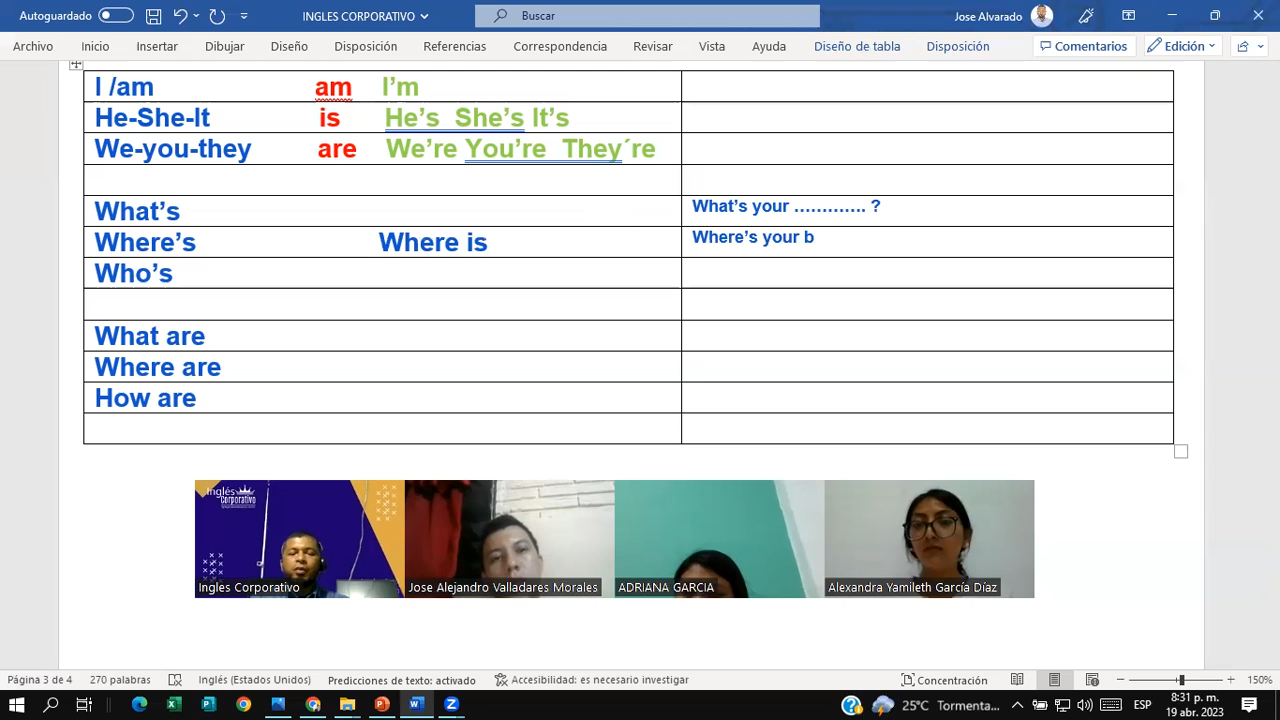 Autoguardado
INGLES CORPORATIVO
Buscar
Jose Alvarado
Archivo Inicio Insertar Dibujar Diseño Disposición Referencias Correspondencia Revisar Vista Ayuda Diseño de tabla Disposición Comentarios Edición
I /am am I'm
He-She-It is He's She's It's
We-you-they are We're You're They´re
What's What's your …………. ?
Where's Where is Where's your b
Who's
What are
Where are
How are
Inglés
Corporativo
Ingles Corporativo Jose Alejandro Valladares Morales ADRIANA GARCIA Alexandra Yamileth García Díaz
Página 3 de 4 270 palabras Inglés (Estados Unidos) Predicciones de texto: activado Accesibilidad: es necesario investigar Concentración 150%
25°C Tormenta... ESP 8:31 p. m.
19 abr. 2023